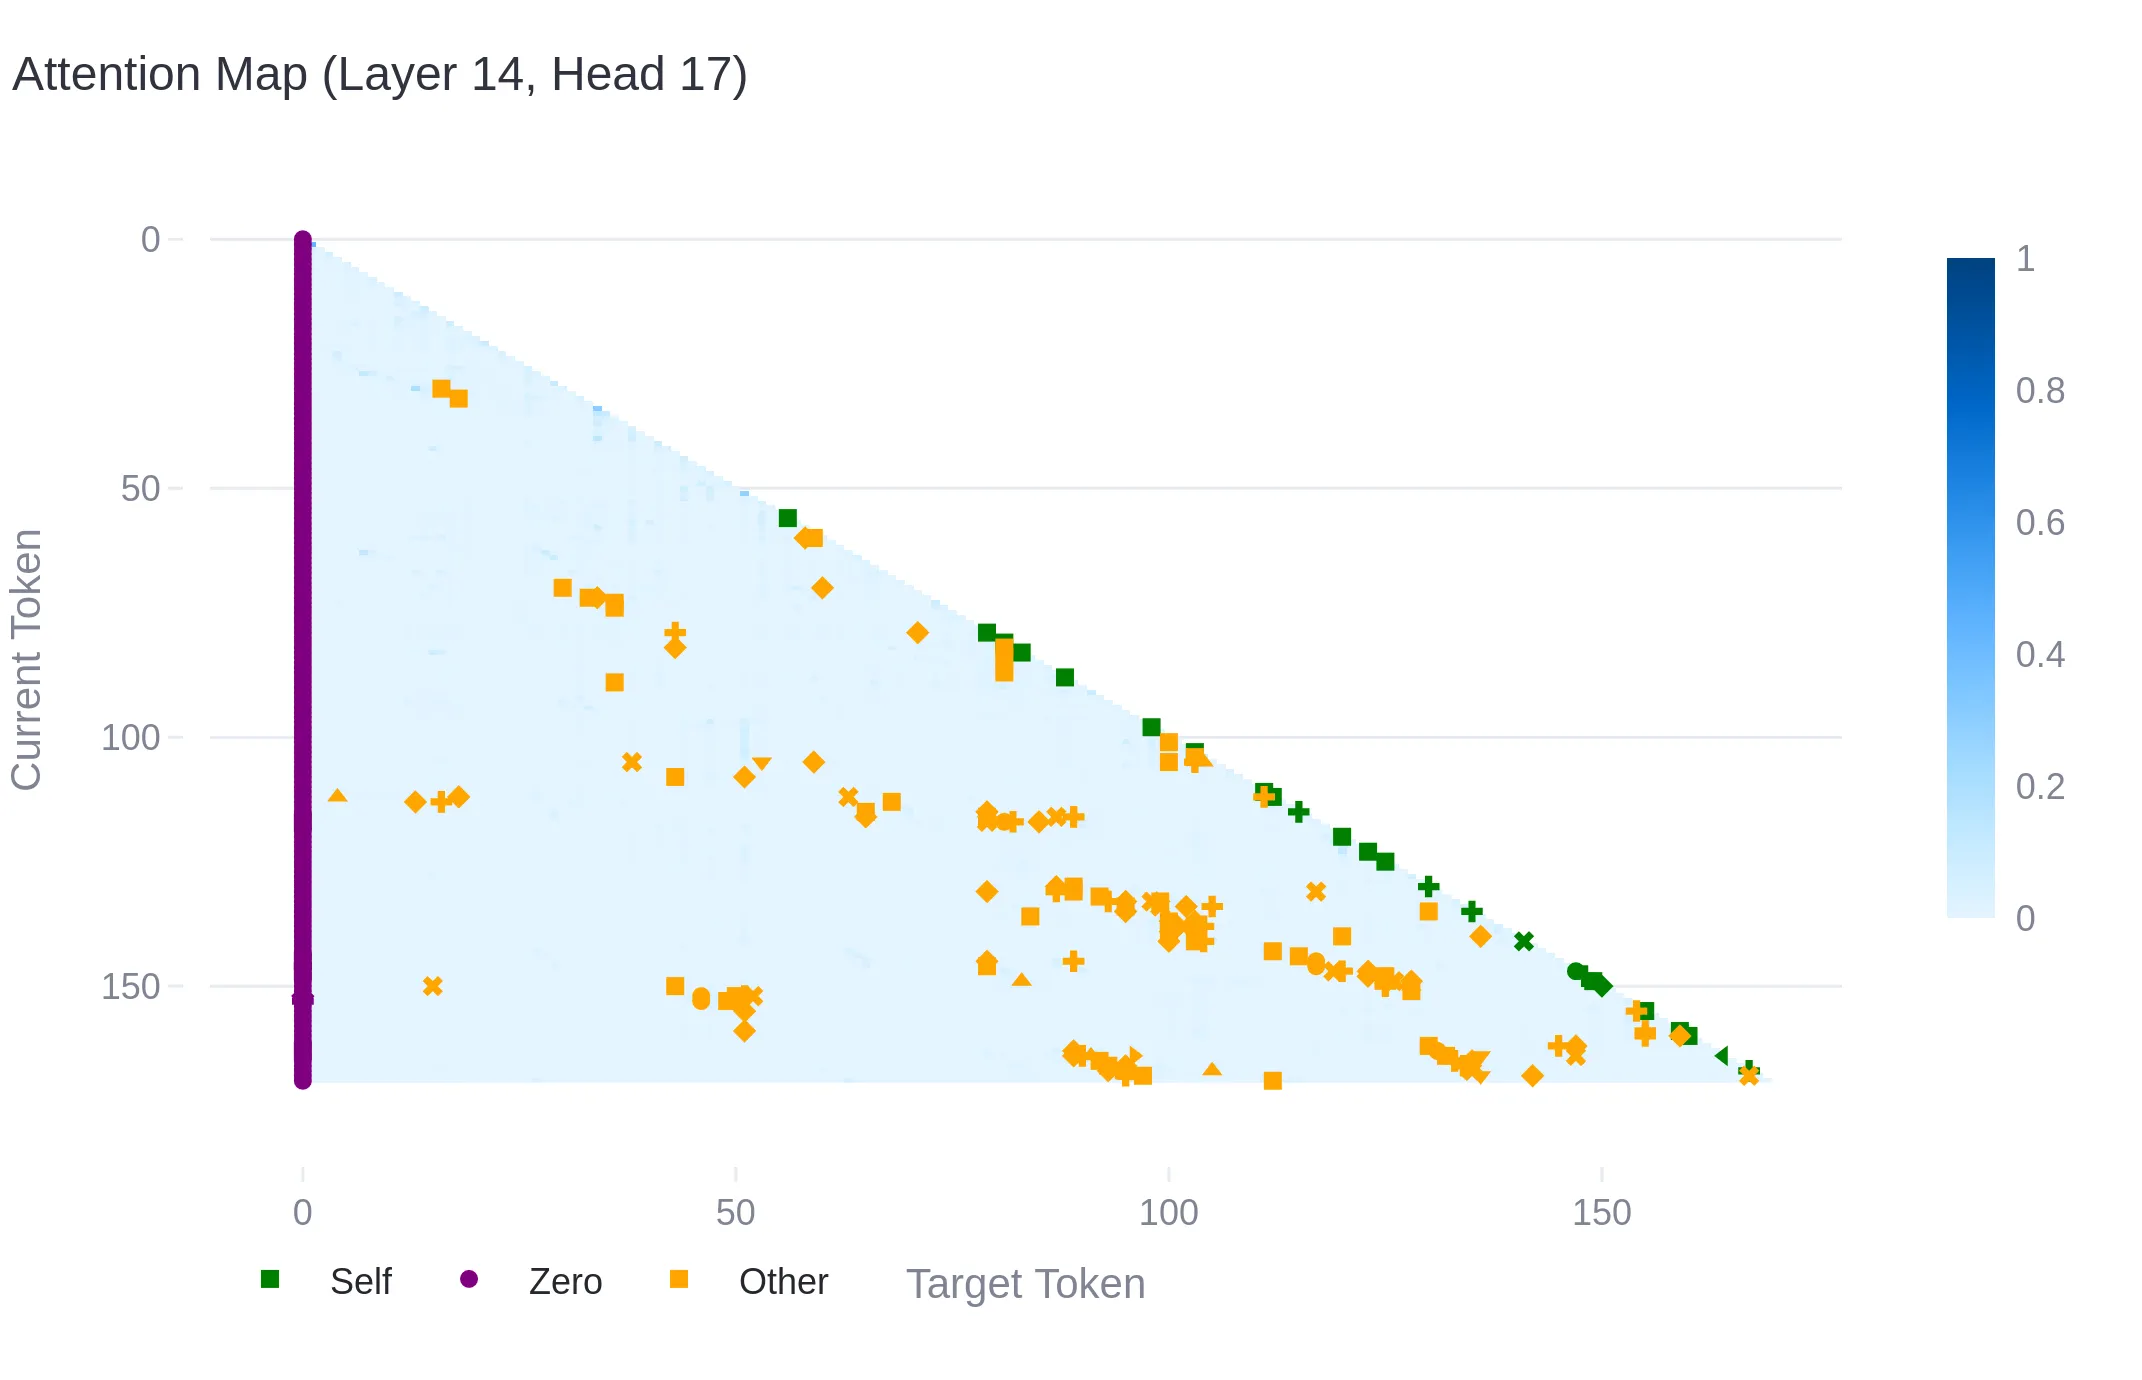 Attention Map (Layer 14, Head 17)
0
50
100
150
Current Token
0
50
100
150
Target Token
Self
Zero
Other
1
0.8
0.6
0.4
0.2
0